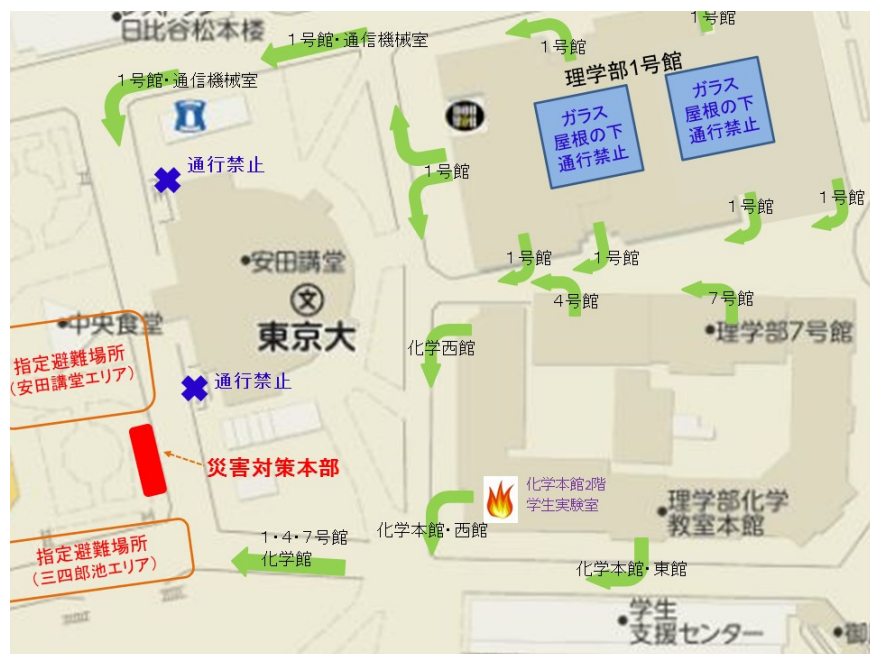 日比谷松本楼
1号館・通信機械室
1号館
1号館
理学部1号館
ガラス
屋根の下
通行禁止
ガラス
屋根の下
通行禁止
1号館・通信機械室
通行禁止
1号館
1号館
1号館
安田講堂
1号館
1号館
文
東京大
4号館
7号館
理学部7号館
中央食堂
指定避難場所
(安田講堂エリア)
化学西館
通行禁止
災害対策本部
化学本館2階
学生実験室
理学部化学
教室本館
1・4・7号館
化学館
化学本館・西館
指定避難場所
(三四郎池エリア)
化学本館・東館
学生
支援センター